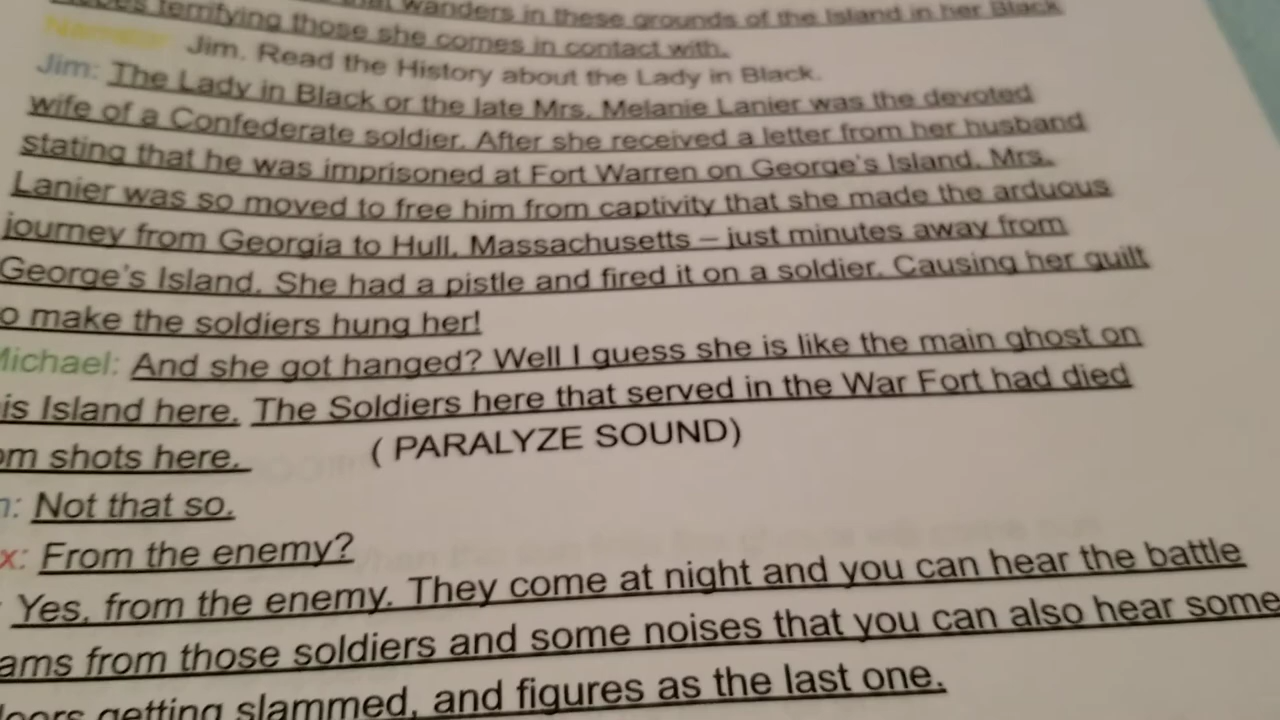 wanders in these grounds of the Island in her Black
terrifying those she comes in contact with.
Narrator: Jim. Read the History about the Lady in Black.
Jim: The Lady in Black or the late Mrs. Melanie Lanier was the devoted
wife of a Confederate soldier. After she received a letter from her husband
stating that he was imprisoned at Fort Warren on George's Island, Mrs.
Lanier was so moved to free him from captivity that she made the arduous
journey from Georgia to Hull, Massachusetts – just minutes away from
George's Island. She had a pistle and fired it on a soldier. Causing her guilt
o make the soldiers hung her!
Michael: And she got hanged? Well I guess she is like the main ghost on
is Island here. The Soldiers here that served in the War Fort had died
om shots here. ( PARALYZE SOUND)
: Not that so.
x: From the enemy?
Yes, from the enemy. They come at night and you can hear the battle
ams from those soldiers and some noises that you can also hear some
getting slammed, and figures as the last one.